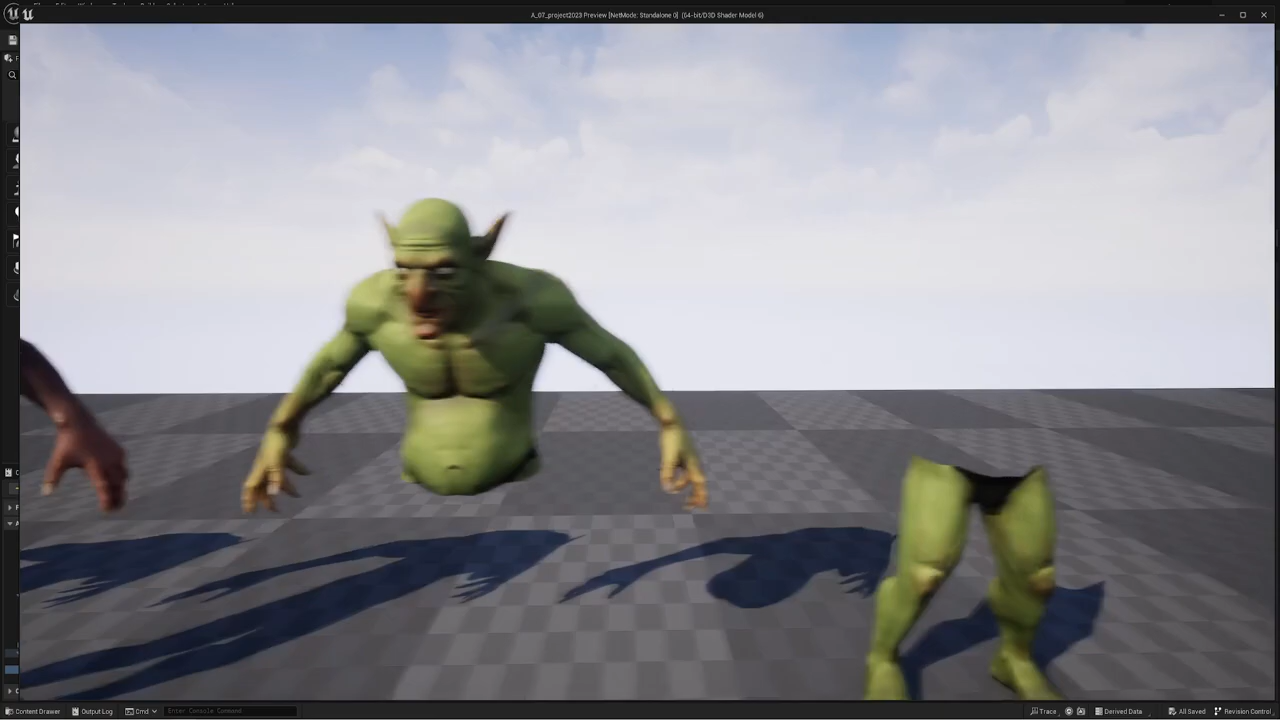 A_07_project2023 Preview [NetMode: Standalone 0] (64-bit/D3D Shader Model 6)
Content Drawer Output Log Cmd Enter Console Command Trace Derived Data All Saved Revision Control